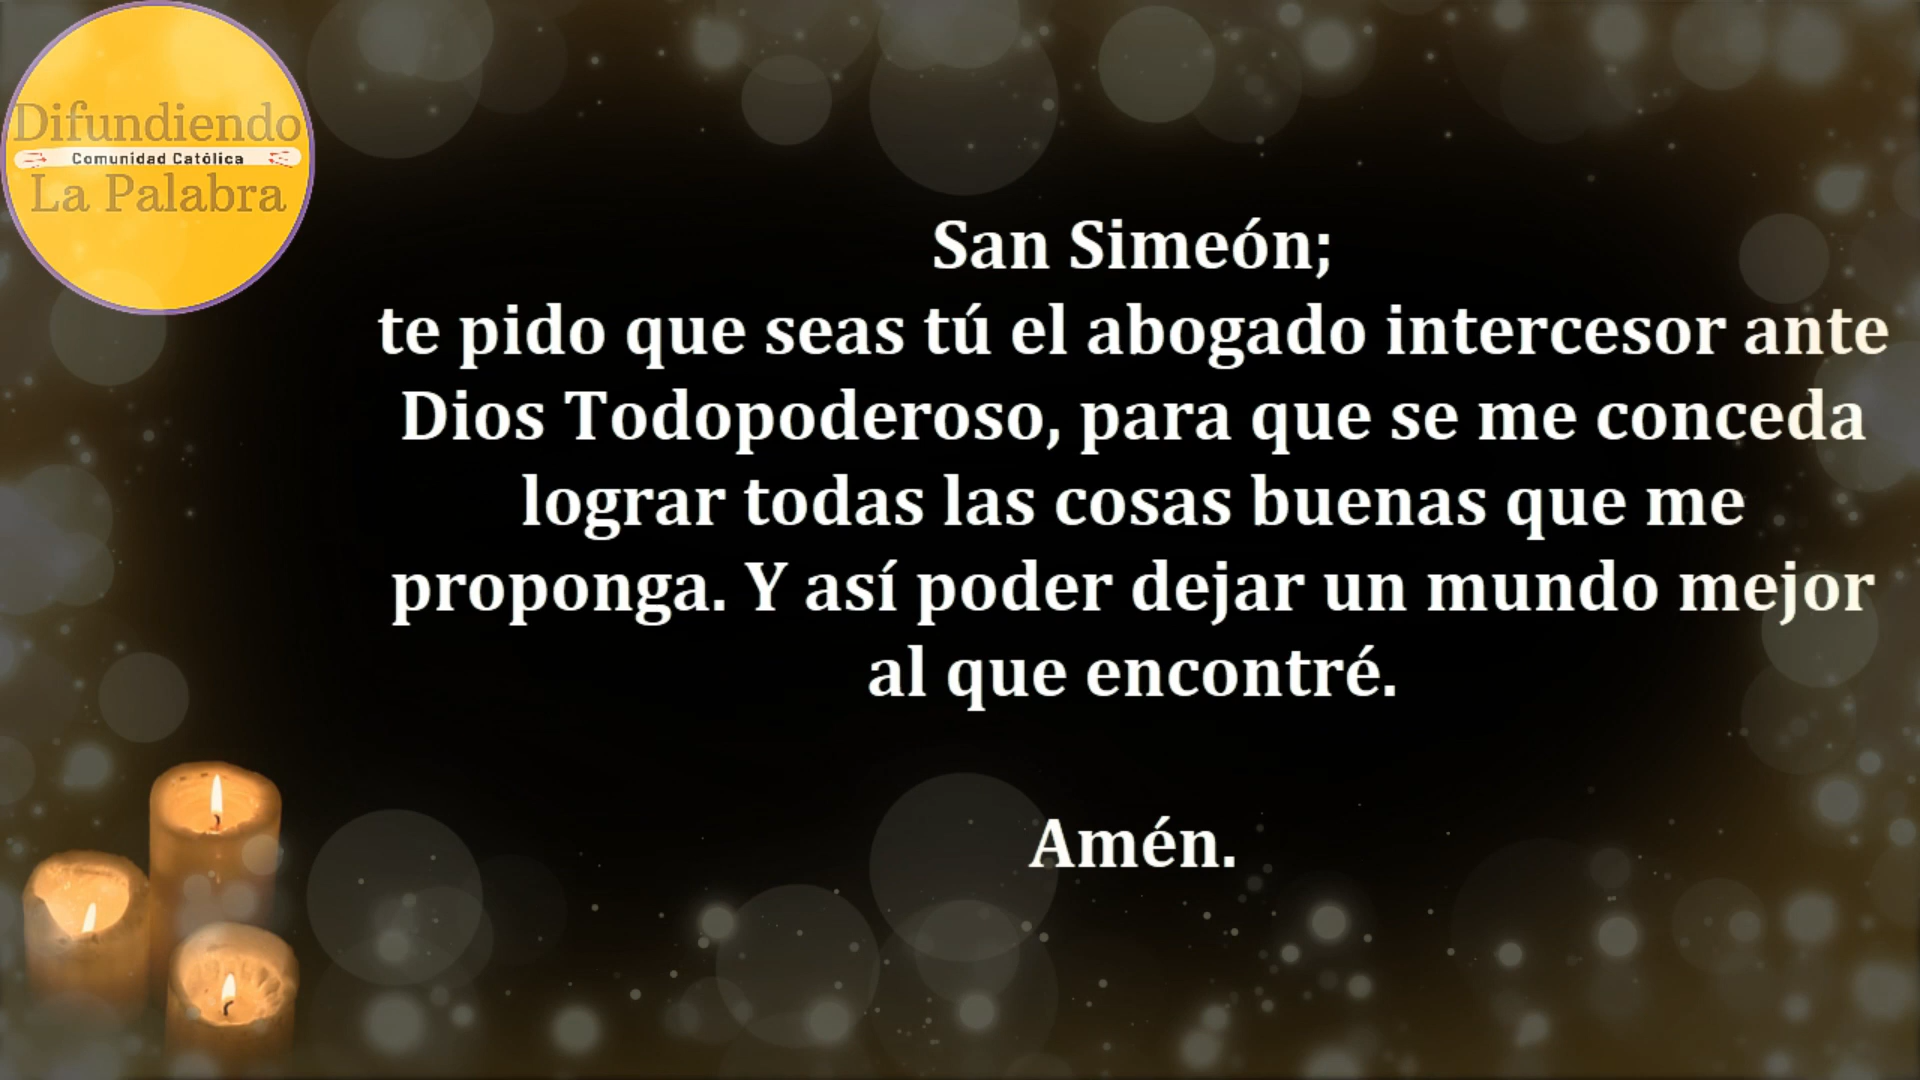 Difundiendo
Comunidad Católica
La Palabra
San Simeón;
te pido que seas tú el abogado intercesor ante
Dios Todopoderoso, para que se me conceda
lograr todas las cosas buenas que me
proponga. Y así poder dejar un mundo mejor
al que encontré.
Amén.